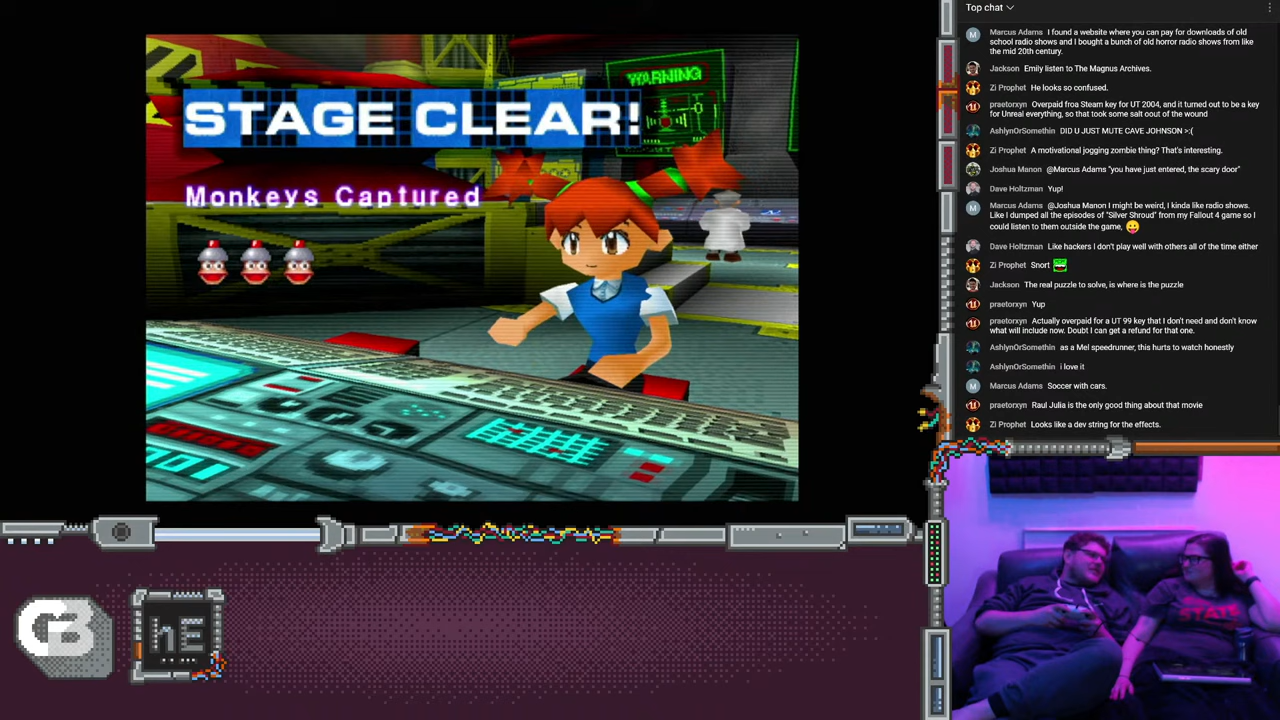 WARNING
STAGE CLEAR!
Monkeys Captured
Top chat
M Marcus Adams I found a website where you can pay for downloads of old
school radio shows and I bought a bunch of old horror radio shows from like
the mid 20th century.
Jackson Emily listen to The Magnus Archives.
Zi Prophet He looks so confused.
praetorxyn Overpaid froa Steam key for UT 2004, and it turned out to be a key
for Unreal everything, so that took some salt oout of the wound
AshlynOrSomethin DID U JUST MUTE CAVE JOHNSON >:(
Zi Prophet A motivational jogging zombie thing? That's interesting.
Joshua Manon @Marcus Adams "you have just entered, the scary door"
Dave Holtzman Yup!
M Marcus Adams @Joshua Manon I might be weird, I kinda like radio shows.
Like I dumped all the episodes of "Silver Shroud" from my Fallout 4 game so I
could listen to them outside the game,
Dave Holtzman Like hackers I don't play well with others all of the time either
Zi Prophet Snort
Jackson The real puzzle to solve, is where is the puzzle
praetorxyn Yup
praetorxyn Actually overpaid for a UT 99 key that I don't need and don't know
what will include now. Doubt I can get a refund for that one.
AshlynOrSomethin as a Mel speedrunner, this hurts to watch honestly
AshlynOrSomethin i love it
M Marcus Adams Soccer with cars.
praetorxyn Raul Julia is the only good thing about that movie
Zi Prophet Looks like a dev string for the effects.
GB
hE
STATE